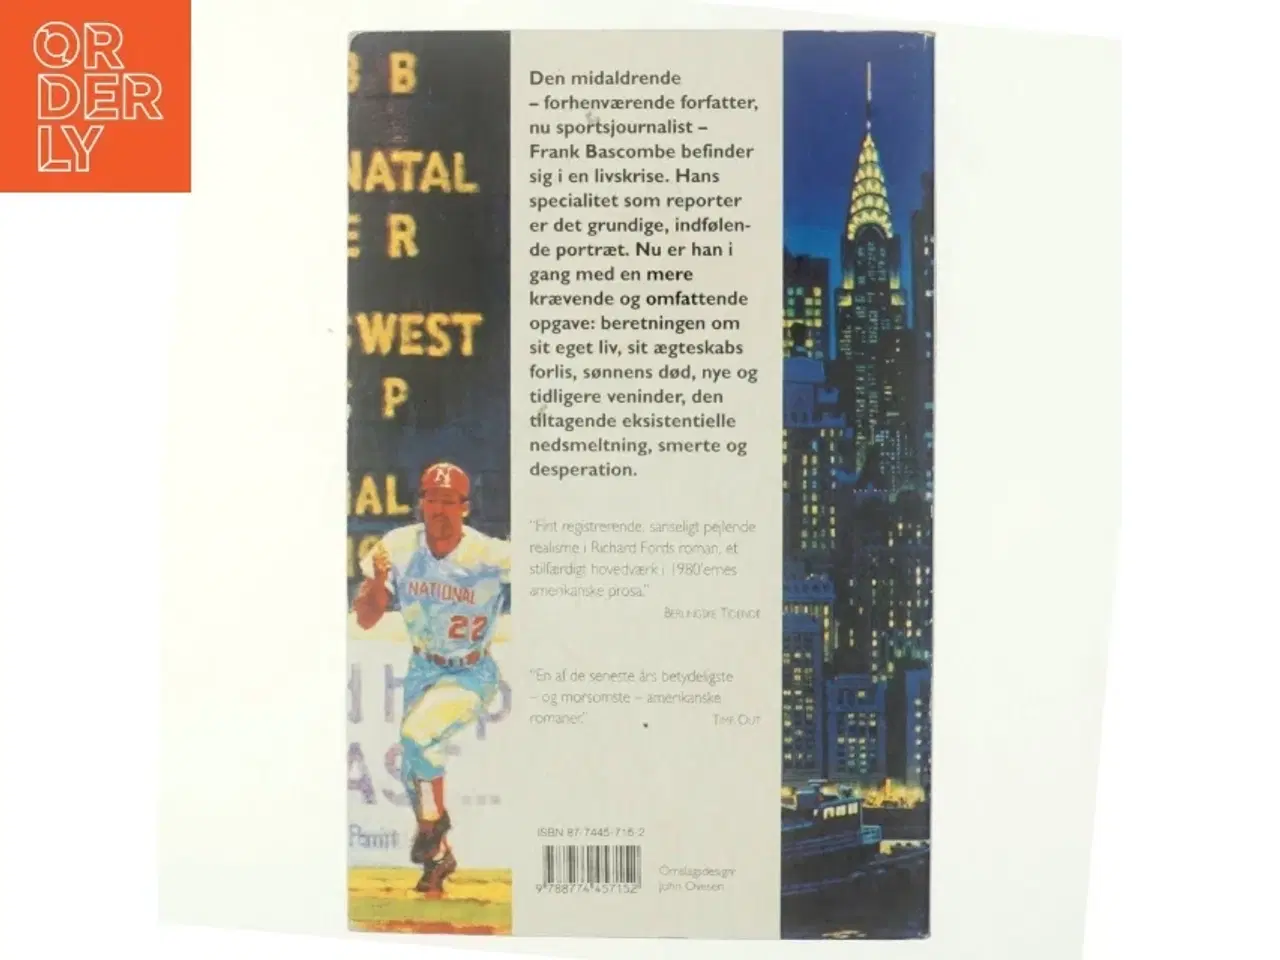 OR
DER
LY
B B
NATAL
E R
WEST
P
AL
NATIONAL
22
Den midaldrende
– forhenværende forfatter,
nu sportsjournalist –
Frank Bascombe befinder
sig i en livskrise. Hans
specialitet som reporter
er det grundige, indfølen-
de portræt. Nu er han i
gang med en mere
krævende og omfattende
opgave: beretningen om
sit eget liv, sit ægteskabs
forlis, sønnens død, nye og
tidligere veninder, den
tiltagende eksistentielle
nedsmeltning, smerte og
desperation.
"Fint registrerende, sanseligt pejlende
realisme i Richard Fords roman, et
stilfærdigt hovedværk i 1980'ernes
amerikanske prosa."
BERLINGSKE TIDENDE
"En af de seneste års betydeligste
– og morsomste – amerikanske
romaner."
TIME OUT
ISBN 87-7445-715-2
9 788774 457152
Omslagsdesign:
John Ovesen